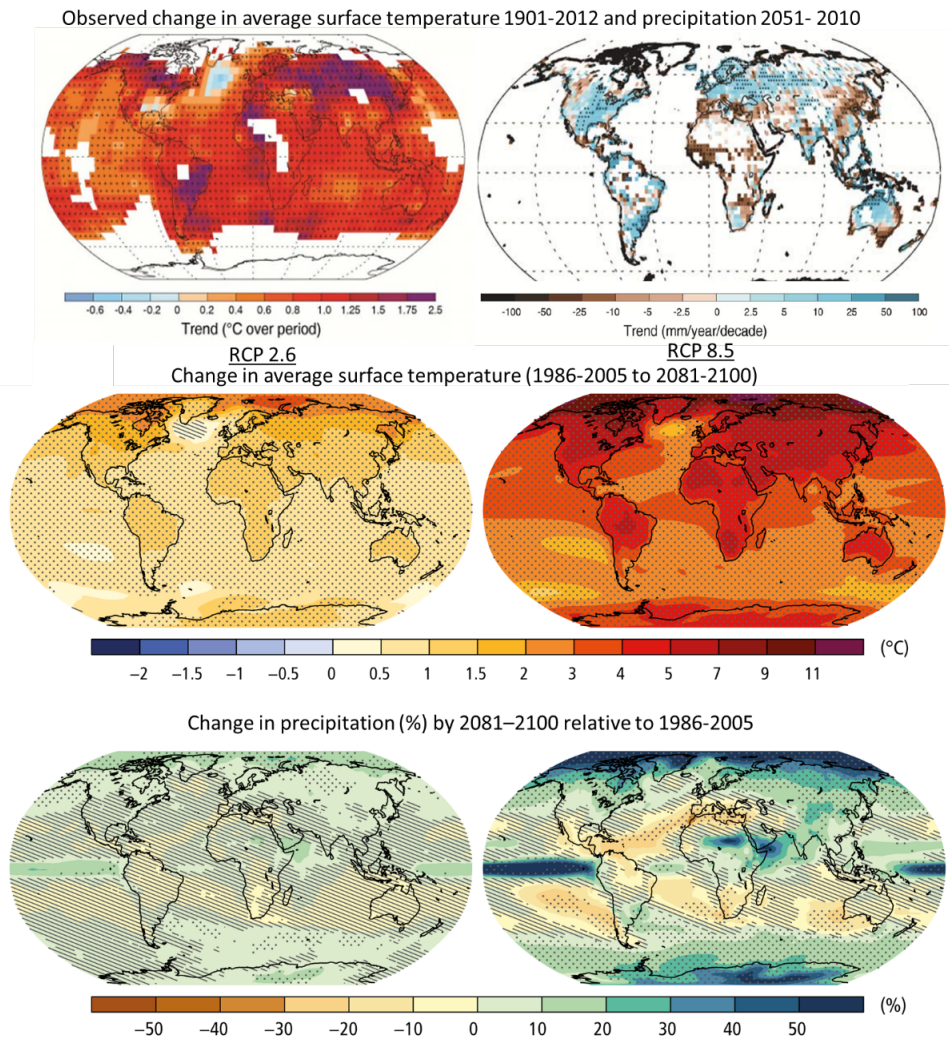 Observed change in average surface temperature 1901-2012 and precipitation 2051- 2010
-0.6 -0.4 -0.2 0 0.2 0.4 0.6 0.8 1.0 1.25 1.5 1.75 2.5
Trend (°C over period)
-100 -50 -25 -10 -5 -2.5 0 2.5 5 10 25 50 100
Trend (mm/year/decade)
RCP 2.6
RCP 8.5
Change in average surface temperature (1986-2005 to 2081-2100)
−2 −1.5 −1 −0.5 0 0.5 1 1.5 2 3 4 5 7 9 11
(°C)
Change in precipitation (%) by 2081–2100 relative to 1986-2005
−50 −40 −30 −20 −10 0 10 20 30 40 50
(%)